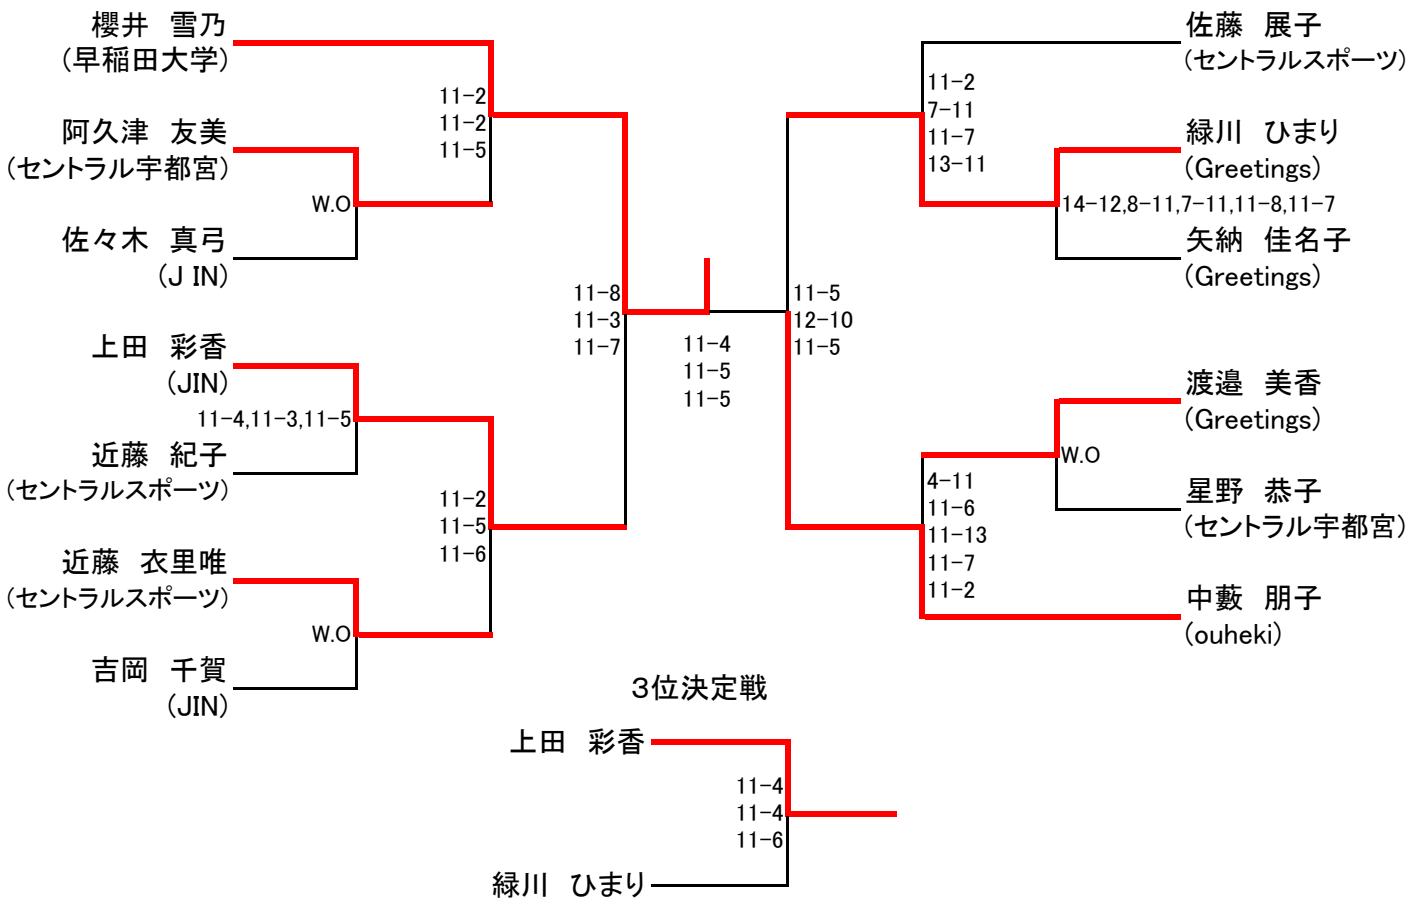 櫻井　雪乃
(早稲田大学)
11-2
11-2
11-5
阿久津　友美
(セントラル宇都宮)
W.O
佐々木　真弓
(J IN)
11-8
11-3
11-7
上田　彩香
(JIN)
11-4,11-3,11-5
近藤　紀子
(セントラルスポーツ)
11-2
11-5
11-6
近藤　衣里唯
(セントラルスポーツ)
W.O
吉岡　千賀
(JIN)
11-4
11-5
11-5
佐藤　展子
(セントラルスポーツ)
11-2
7-11
11-7
13-11
緑川　ひまり
(Greetings)
14-12,8-11,7-11,11-8,11-7
矢納　佳名子
(Greetings)
11-5
12-10
11-5
渡邉　美香
(Greetings)
W.O
星野　恭子
(セントラル宇都宮)
4-11
11-6
11-13
11-7
11-2
中藪　朋子
(ouheki)
3位決定戦
上田　彩香
11-4
11-4
11-6
緑川　ひまり